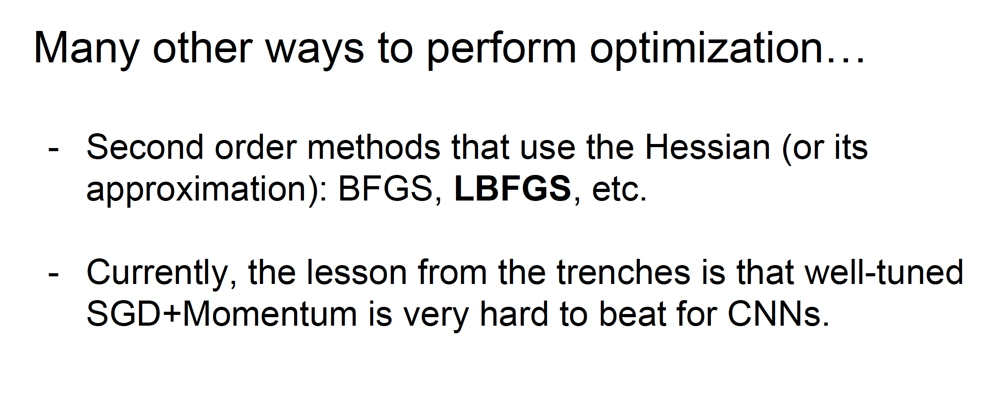 Many other ways to perform optimization…
- Second order methods that use the Hessian (or its
approximation): BFGS, LBFGS, etc.
- Currently, the lesson from the trenches is that well-tuned
SGD+Momentum is very hard to beat for CNNs.